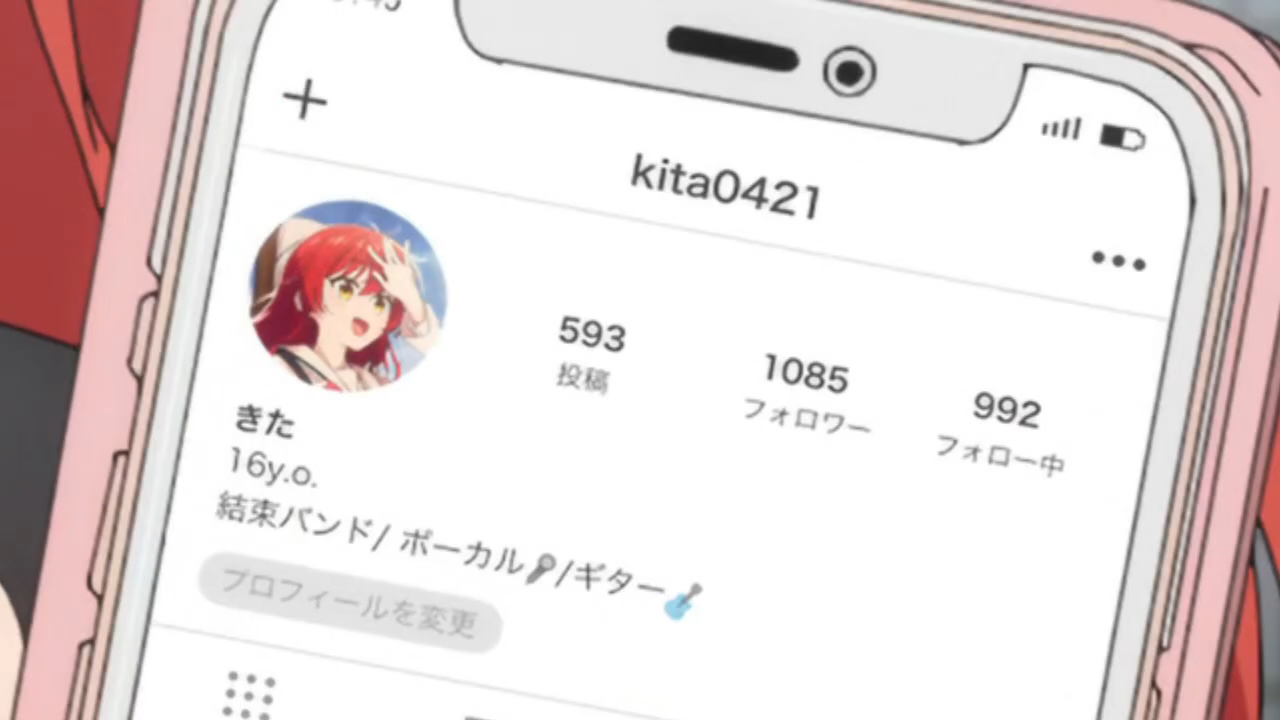 kita0421
593
投稿
1085
フォロワー
992
フォロー中
きた
16y.o.
結束バンド/ ボーカル🎤/ギター🎸
プロフィールを変更